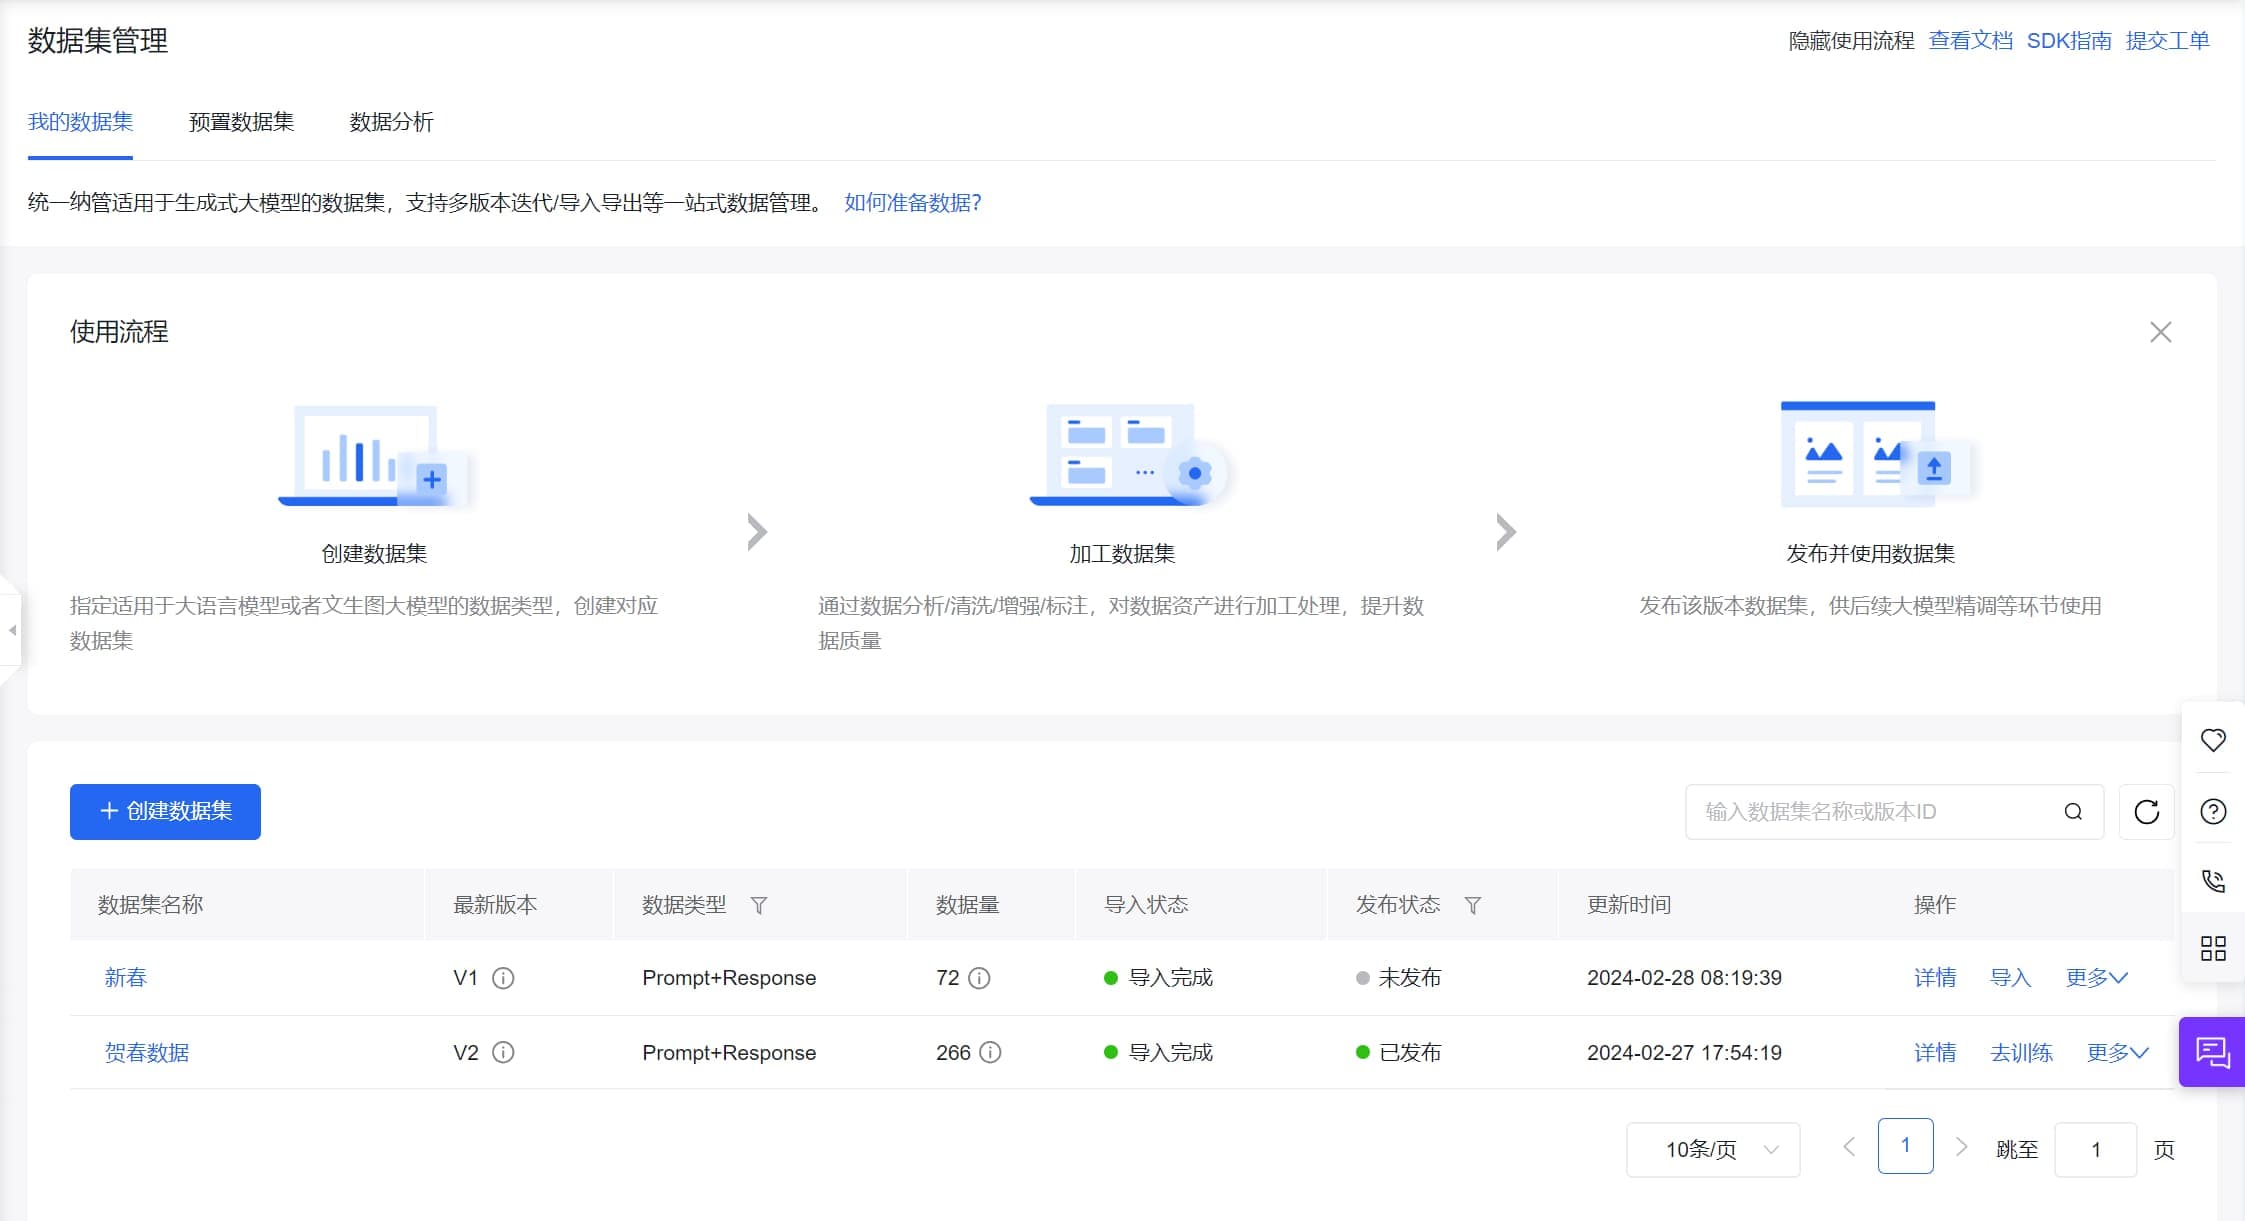 数据集管理
隐藏使用流程 查看文档 SDK指南 提交工单
我的数据集 预置数据集 数据分析
统一纳管适用于生成式大模型的数据集，支持多版本迭代/导入导出等一站式数据管理。 如何准备数据?
使用流程
创建数据集
指定适用于大语言模型或者文生图大模型的数据类型，创建对应
数据集
加工数据集
通过数据分析/清洗/增强/标注，对数据资产进行加工处理，提升数
据质量
发布并使用数据集
发布该版本数据集，供后续大模型精调等环节使用
创建数据集
输入数据集名称或版本ID
数据集名称 最新版本 数据类型 数据量 导入状态 发布状态 更新时间 操作
新春 V1 Prompt+Response 72 导入完成 未发布 2024-02-28 08:19:39 详情 导入 更多
贺春数据 V2 Prompt+Response 266 导入完成 已发布 2024-02-27 17:54:19 详情 去训练 更多
10条/页 1 跳至 1 页